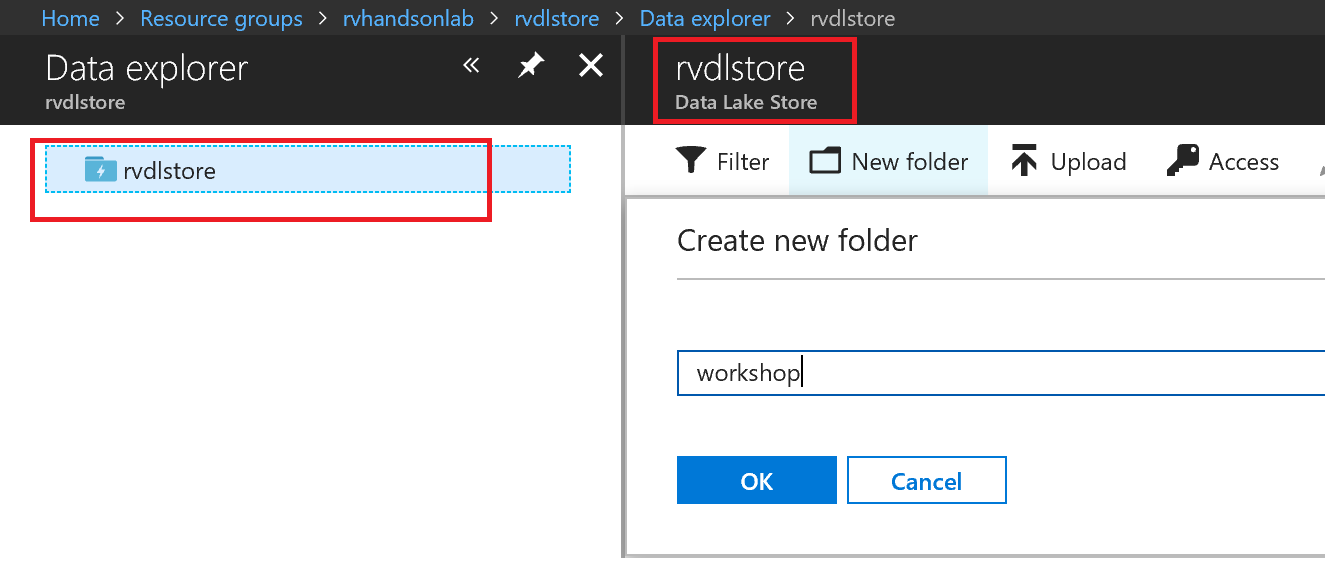 Home > Resource groups > rvhandsonlab > rvdlstore > Data explorer > rvdlstore
Data explorer
rvdlstore
rvdlstore
rvdlstore
Data Lake Store
Filter New folder Upload Access
Create new folder
workshop
OK Cancel